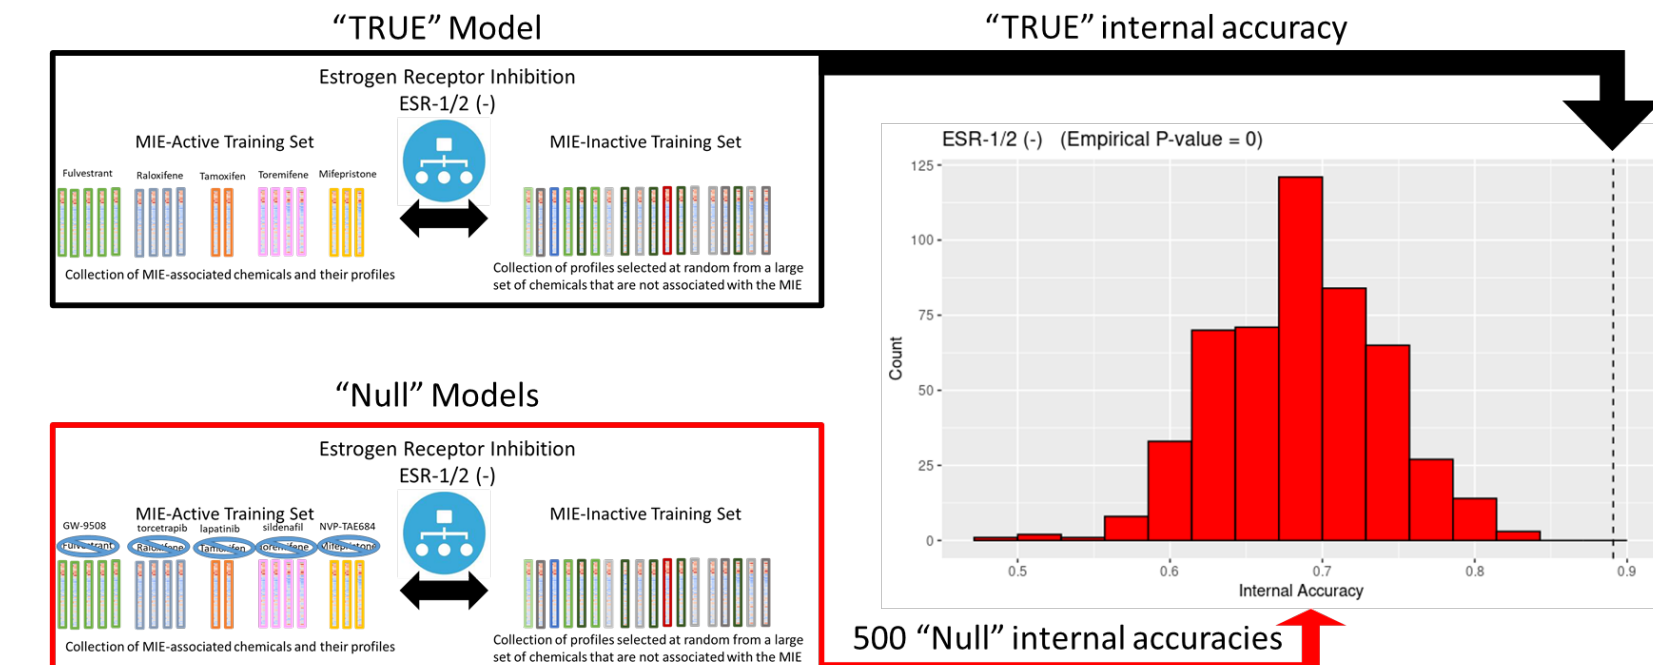 “TRUE” Model
“TRUE” internal accuracy
Estrogen Receptor Inhibition
ESR-1/2 (-)
MIE-Active Training Set
MIE-Inactive Training Set
Fulvestrant
Raloxifene
Tamoxifen
Toremifene
Mifepristone
Collection of MIE-associated chemicals and their profiles
Collection of profiles selected at random from a large
set of chemicals that are not associated with the MIE
ESR-1/2 (-) (Empirical P-value = 0)
125
100
75
50
25
0
Count
0.5
0.6
0.7
0.8
0.9
Internal Accuracy
“Null” Models
Estrogen Receptor Inhibition
ESR-1/2 (-)
MIE-Active Training Set
MIE-Inactive Training Set
GW-9508
torcetrapib
lapatinib
sildenafil
NVP-TAE684
Fulvestrant
Raloxifene
Tamoxifen
Toremifene
Mifepristone
Collection of MIE-associated chemicals and their profiles
Collection of profiles selected at random from a large
set of chemicals that are not associated with the MIE
500 “Null” internal accuracies